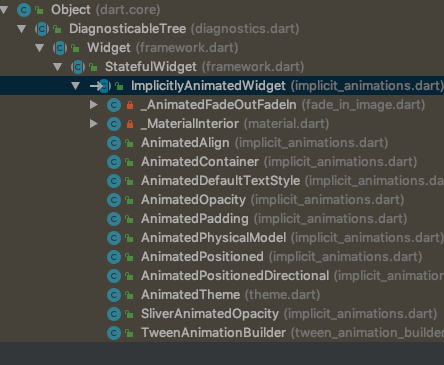 Object (dart.core)
DiagnosticableTree (diagnostics.dart)
Widget (framework.dart)
StatefulWidget (framework.dart)
ImplicitlyAnimatedWidget (implicit_animations.dart)
_AnimatedFadeOutFadeIn (fade_in_image.dart)
_MaterialInterior (material.dart)
AnimatedAlign (implicit_animations.dart)
AnimatedContainer (implicit_animations.dart)
AnimatedDefaultTextStyle (implicit_animations.
AnimatedOpacity (implicit_animations.dart)
AnimatedPadding (implicit_animations.dart)
AnimatedPhysicalModel (implicit_animations.da
AnimatedPositioned (implicit_animations.dart)
AnimatedPositionedDirectional (implicit_animation
AnimatedTheme (theme.dart)
SliverAnimatedOpacity (implicit_animations.dart)
TweenAnimationBuilder (tween_animation_builder